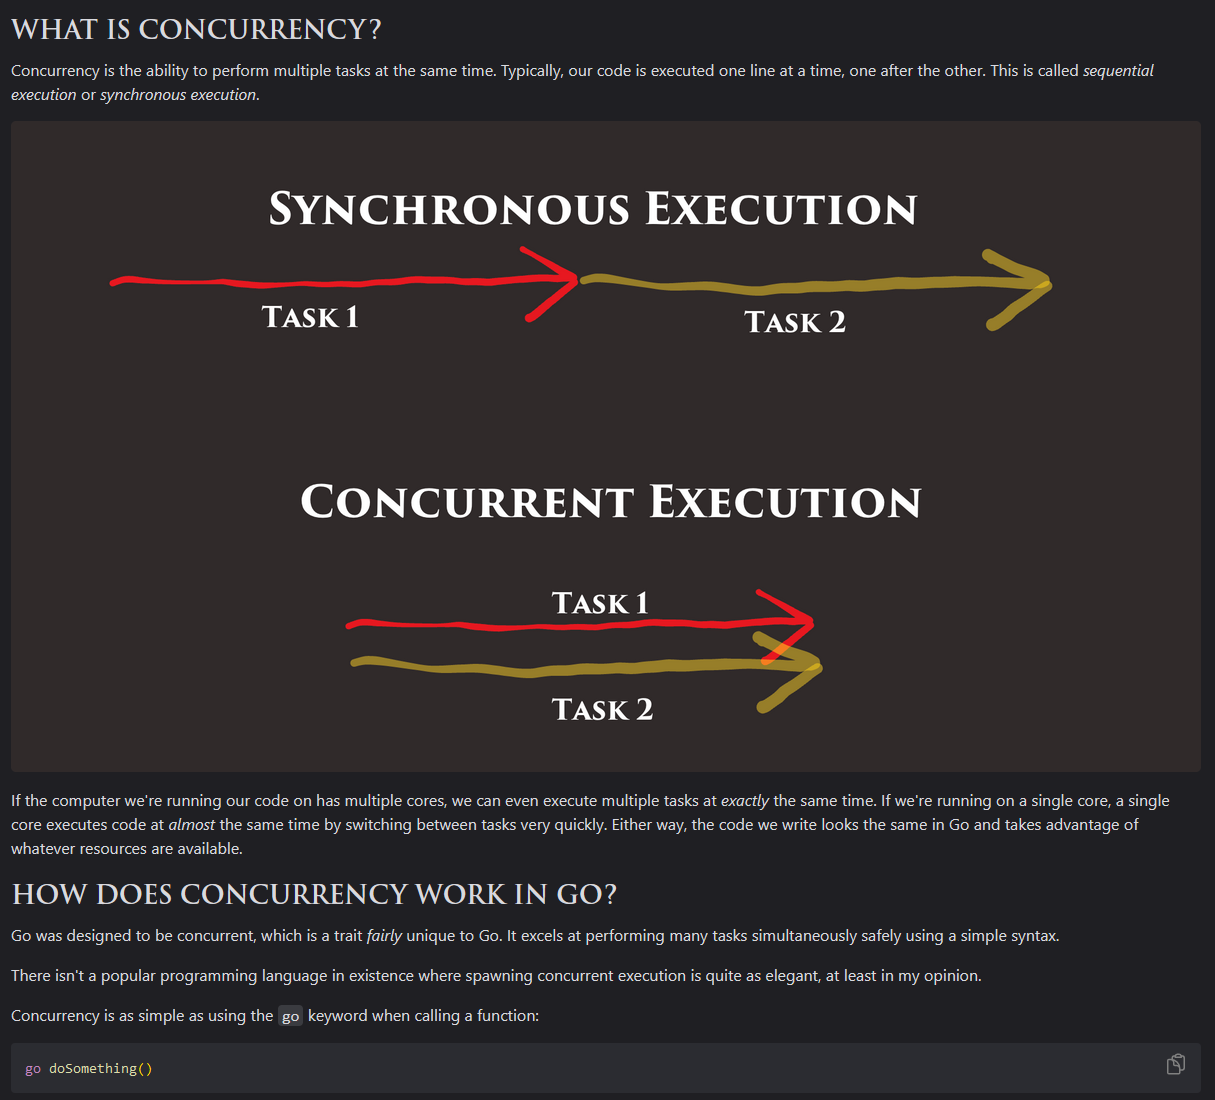 WHAT IS CONCURRENCY?
Concurrency is the ability to perform multiple tasks at the same time. Typically, our code is executed one line at a time, one after the other. This is called sequential
execution or synchronous execution.
SYNCHRONOUS EXECUTION
TASK 1
TASK 2
CONCURRENT EXECUTION
TASK 1
TASK 2
If the computer we're running our code on has multiple cores, we can even execute multiple tasks at exactly the same time. If we're running on a single core, a single
core executes code at almost the same time by switching between tasks very quickly. Either way, the code we write looks the same in Go and takes advantage of
whatever resources are available.
HOW DOES CONCURRENCY WORK IN GO?
Go was designed to be concurrent, which is a trait fairly unique to Go. It excels at performing many tasks simultaneously safely using a simple syntax.
There isn't a popular programming language in existence where spawning concurrent execution is quite as elegant, at least in my opinion.
Concurrency is as simple as using the go keyword when calling a function:
go doSomething()